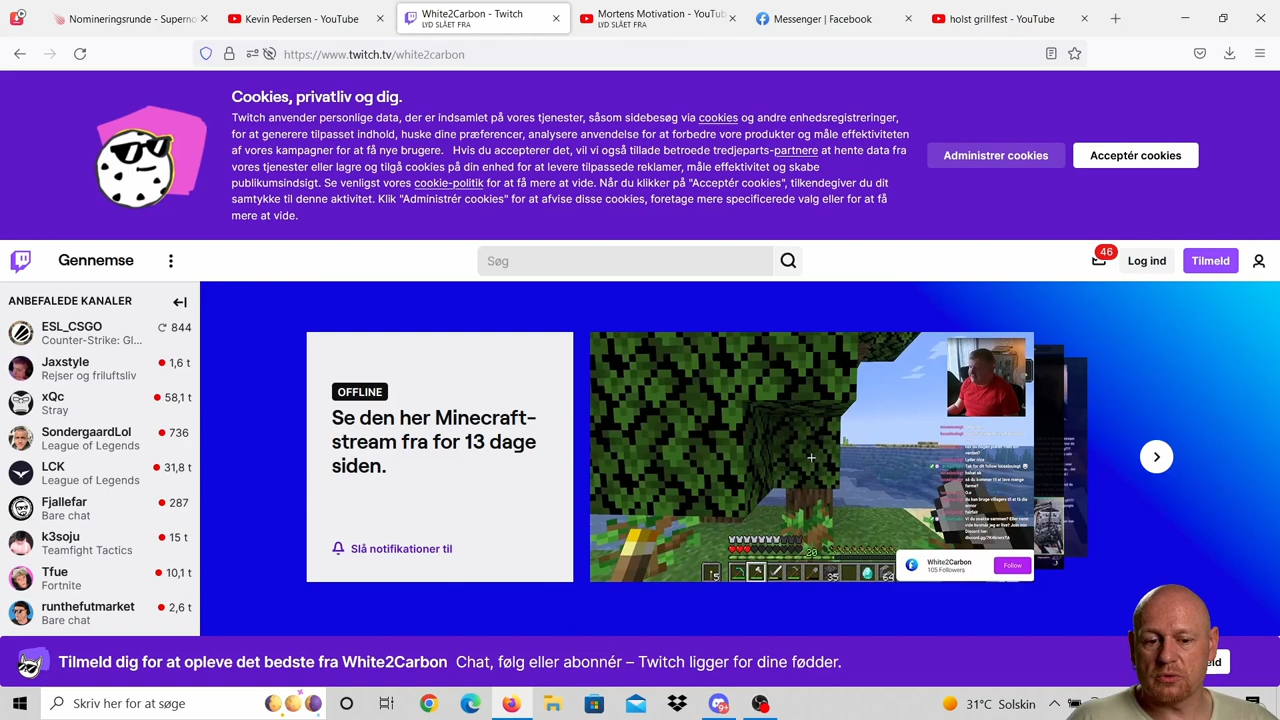 Nomineringsrunde - Superno
Kevin Pedersen - YouTube
White2Carbon - Twitch
LYD SLÅET FRA
Mortens Motivation - YouTub
LYD SLÅET FRA
Messenger | Facebook
holst grillfest - YouTube
https://www.twitch.tv/white2carbon
Cookies, privatliv og dig.
Twitch anvender personlige data, der er indsamlet på vores tjenester, såsom sidebesøg via cookies og andre enhedsregistreringer,
for at generere tilpasset indhold, huske dine præferencer, analysere anvendelse for at forbedre vore produkter og måle effektiviteten
af vores kampagner for at få nye brugere. Hvis du accepterer det, vil vi også tillade betroede tredjeparts-partnere at hente data fra
vores tjenester eller lagre og tilgå cookies på din enhed for at levere tilpassede reklamer, måle effektivitet og skabe
publikumsindsigt. Se venligst vores cookie-politik for at få mere at vide. Når du klikker på "Acceptér cookies", tilkendegiver du dit
samtykke til denne aktivitet. Klik "Administrér cookies" for at afvise disse cookies, foretage mere specificerede valg eller for at få
mere at vide.
Administrer cookies
Acceptér cookies
Gennemse
Søg
46
Log ind
Tilmeld
ANBEFALEDE KANALER
ESL_CSGO
844
Counter-Strike: Gl...
Jaxstyle
1,6 t
Rejser og friluftsliv
xQc
58,1 t
Stray
SondergaardLol
736
League of Legends
LCK
31,8 t
League of Legends
Fjallefar
287
Bare chat
k3soju
15 t
Teamfight Tactics
Tfue
10,1 t
Fortnite
runthefutmarket
2,6 t
Bare chat
OFFLINE
Se den her Minecraft-
stream fra for 13 dage
siden.
Slå notifikationer til
20
White2Carbon
105 Followers
Follow
Tilmeld dig for at opleve det bedste fra White2Carbon Chat, følg eller abonnér – Twitch ligger for dine fødder.
Skriv her for at søge
31°C Solskin